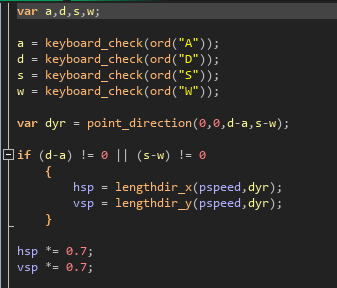 var a,d,s,w;
a = keyboard_check(ord("A"));
d = keyboard_check(ord("D"));
s = keyboard_check(ord("S"));
w = keyboard_check(ord("W"));
var dyr = point_direction(0,0,d-a,s-w);
if (d-a) != 0 || (s-w) != 0
{
hsp = lengthdir_x(pspeed,dyr);
vsp = lengthdir_y(pspeed,dyr);
}
hsp *= 0.7;
vsp *= 0.7;